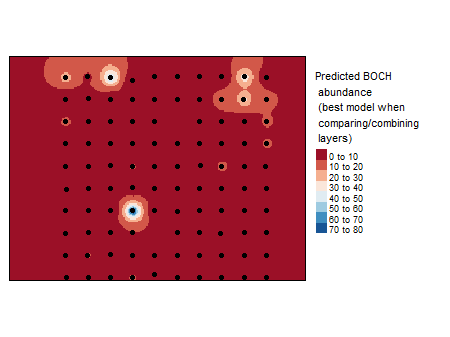 Predicted BOCH
abundance
(best model when
comparing/combining
layers)
0 to 10
10 to 20
20 to 30
30 to 40
40 to 50
50 to 60
60 to 70
70 to 80